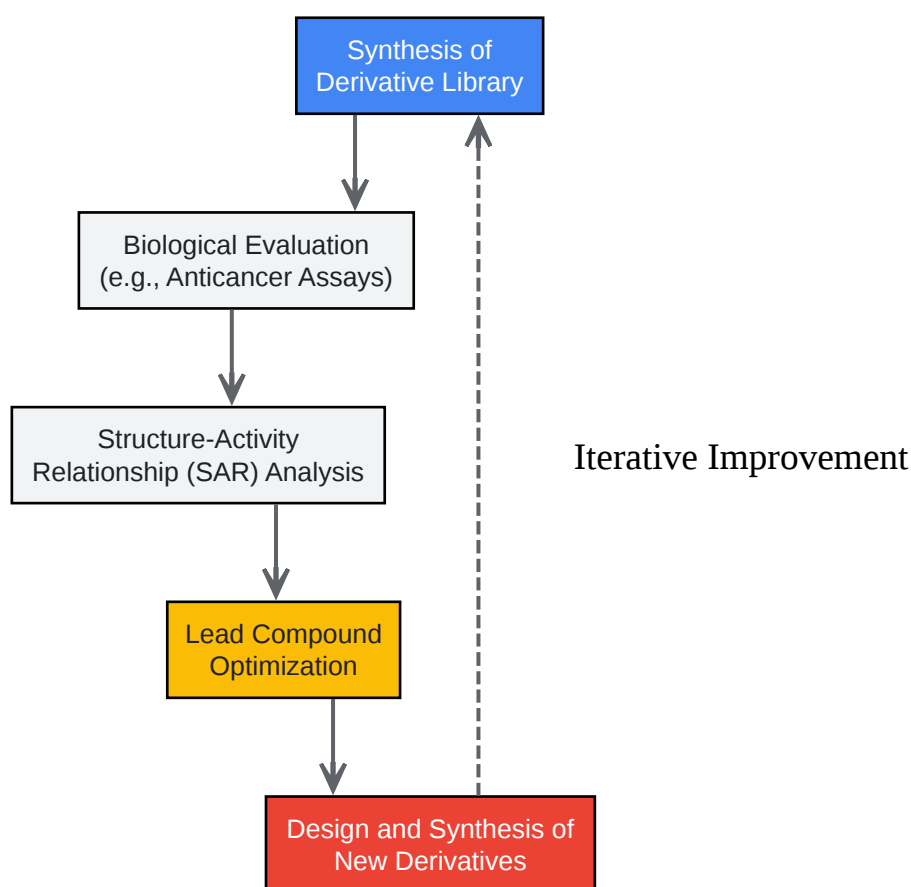 Synthesis of
Derivative Library
Biological Evaluation
(e.g., Anticancer Assays)
Structure-Activity
Relationship (SAR) Analysis
Iterative Improvement
Lead Compound
Optimization
Design and Synthesis of
New Derivatives